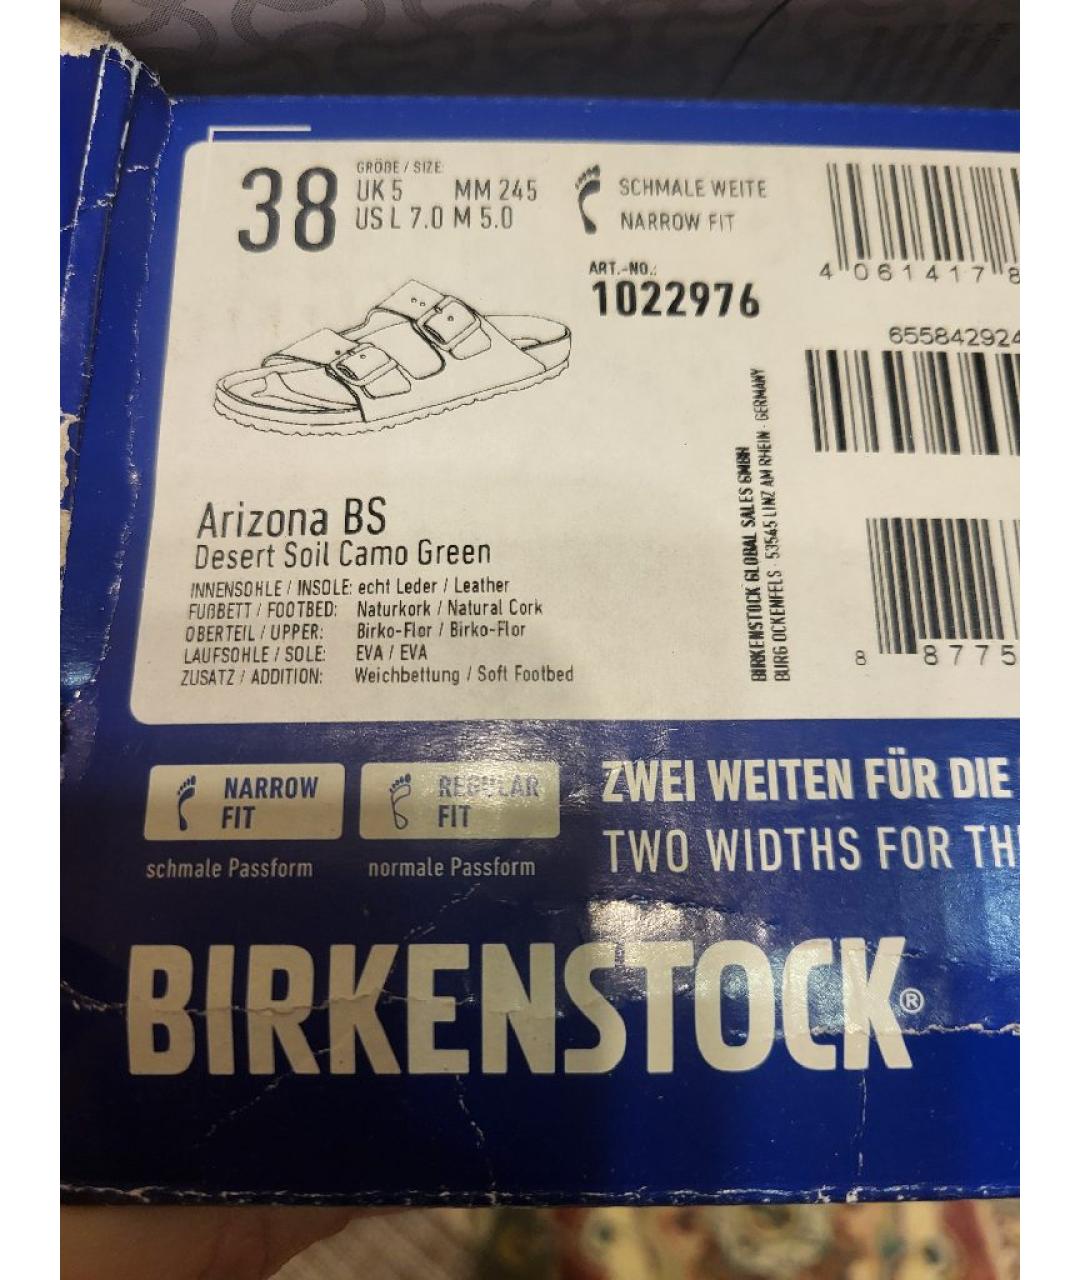 38
GRÖßE / SIZE:
UK 5 MM 245
US L 7.0 M 5.0
SCHMALE WEITE
NARROW FIT
ART.-NO.:
1022976
4 061417 8
655842924
BIRKENSTOCK GLOBAL SALES GMBH
BURG OCKENFELS · 53545 LINZ AM RHEIN · GERMANY
8 8775
Arizona BS
Desert Soil Camo Green
INNENSOHLE / INSOLE: echt Leder / Leather
FUßBETT / FOOTBED: Naturkork / Natural Cork
OBERTEIL / UPPER: Birko-Flor / Birko-Flor
LAUFSOHLE / SOLE: EVA / EVA
ZUSATZ / ADDITION: Weichbettung / Soft Footbed
NARROW
FIT
schmale Passform
REGULAR
FIT
normale Passform
ZWEI WEITEN FÜR DIE
TWO WIDTHS FOR TH
BIRKENSTOCK®